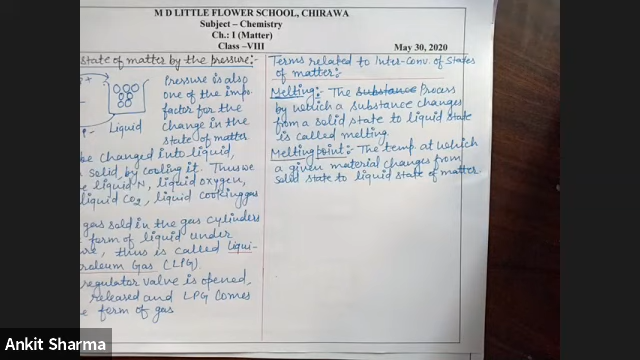 M D LITTLE FLOWER SCHOOL, CHIRAWA
Subject – Chemistry
Ch.: I (Matter)
Class –VIII
May 30, 2020
state of matter by the pressure:-
Pressure is also
one of the impo.
factor for the
change in the
state of matter
Liquid
be changed into liquid,
solid, by cooling it. Thus we
liquid N, liquid oxygen,
liquid CO2, liquid cooking gas
gas sold in the gas cylinders
form of liquid under
thus is called Liqui-
roleum Gas (LPG)
regulator valve is opened,
released and LPG comes
form of gas
Terms related to Inter-Conv. of States
of matter:-
Melting:- The substance process
by which a substance changes
from a solid state to liquid state
is called melting.
Melting point:- The temp. at which
a given material changes from
solid state to liquid state of matter.
Ankit Sharma